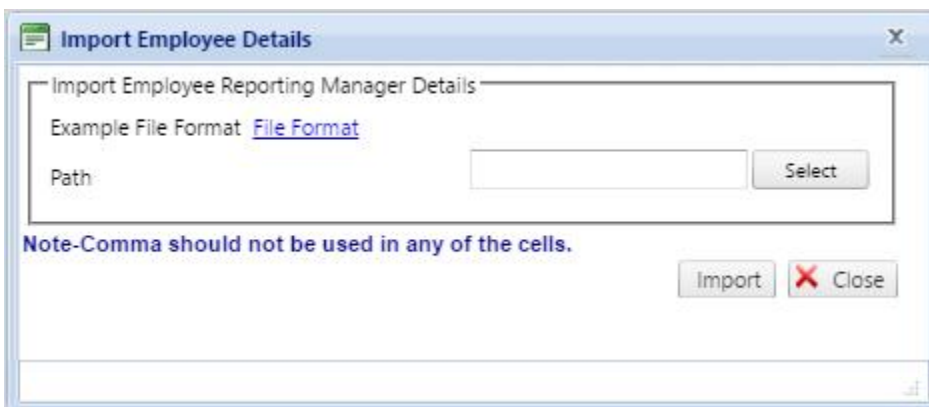 Import Employee Details
Import Employee Reporting Manager Details
Example File Format File Format
Path Select
Note-Comma should not be used in any of the cells.
Import Close